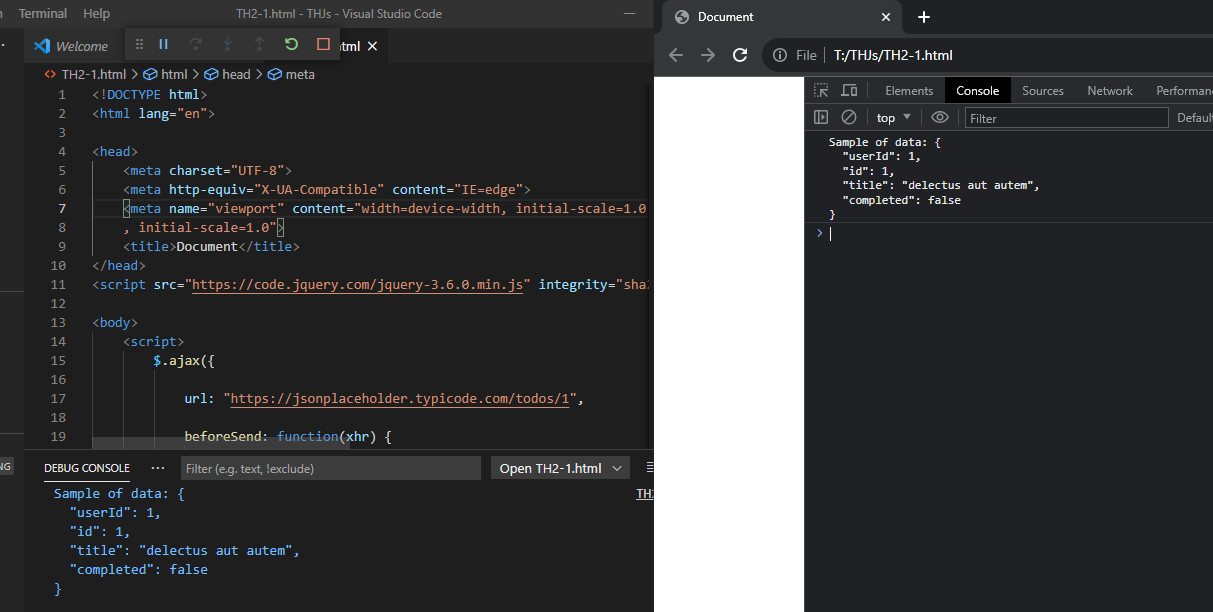 Terminal Help TH2-1.html - THJs - Visual Studio Code
Welcome
TH2-1.html > html > head > meta
1 <!DOCTYPE html>
2 <html lang="en">
3
4 <head>
5 <meta charset="UTF-8">
6 <meta http-equiv="X-UA-Compatible" content="IE=edge">
7 <meta name="viewport" content="width=device-width, initial-scale=1.0
8 , initial-scale=1.0">
9 <title>Document</title>
10 </head>
11 <script src="https://code.jquery.com/jquery-3.6.0.min.js" integrity="sha
12
13 <body>
14 <script>
15 $.ajax({
16
17 url: "https://jsonplaceholder.typicode.com/todos/1",
18
19 beforeSend: function(xhr) {
NG
DEBUG CONSOLE ··· Filter (e.g. text, !exclude) Open TH2-1.html
Sample of data: { TH2
"userId": 1,
"id": 1,
"title": "delectus aut autem",
"completed": false
}
Document
File T:/THJs/TH2-1.html
Elements Console Sources Network Performan
top Filter Defaul
Sample of data: {
"userId": 1,
"id": 1,
"title": "delectus aut autem",
"completed": false
}
>